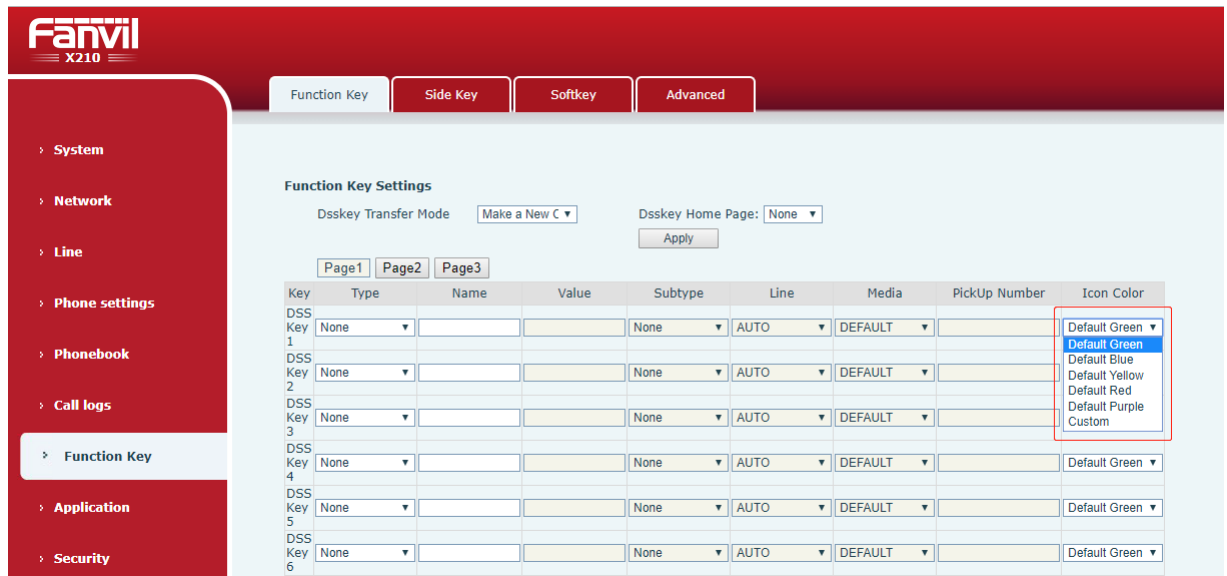 Fanvil
X210
Function Key Side Key Softkey Advanced
› System
› Network
› Line
› Phone settings
› Phonebook
› Call logs
› Function Key
› Application
› Security
Function Key Settings
Dsskey Transfer Mode Make a New C ▼ Dsskey Home Page: None ▼
Apply
Page1 Page2 Page3
Key Type Name Value Subtype Line Media PickUp Number Icon Color
DSS
Key None ▼ None ▼ AUTO ▼ DEFAULT ▼ Default Green ▼
1
Default Green
Default Blue
Default Yellow
Default Red
Default Purple
Custom
DSS
Key None ▼ None ▼ AUTO ▼ DEFAULT ▼
2
DSS
Key None ▼ None ▼ AUTO ▼ DEFAULT ▼
3
DSS
Key None ▼ None ▼ AUTO ▼ DEFAULT ▼ Default Green ▼
4
DSS
Key None ▼ None ▼ AUTO ▼ DEFAULT ▼ Default Green ▼
5
DSS
Key None ▼ None ▼ AUTO ▼ DEFAULT ▼ Default Green ▼
6